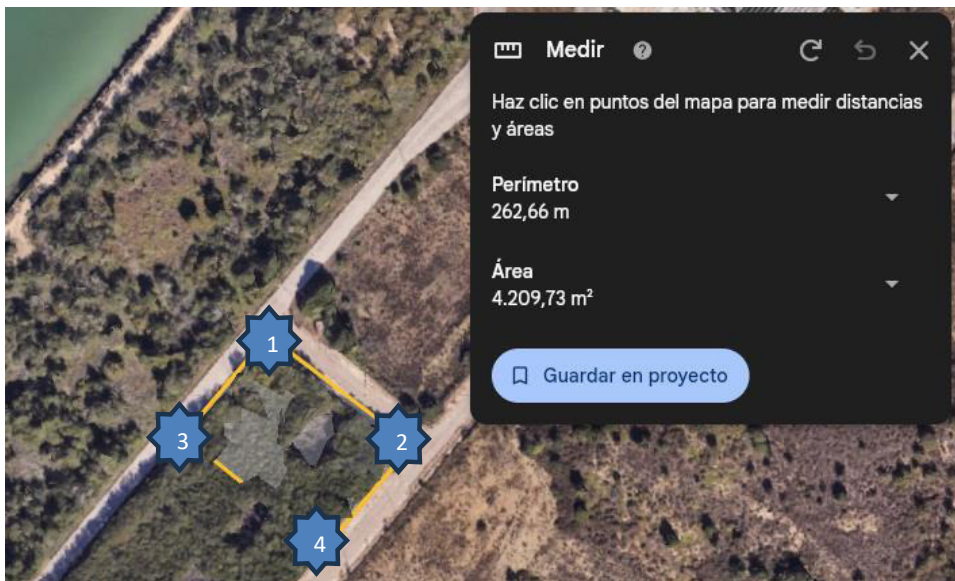 Medir
Haz clic en puntos del mapa para medir distancias
y áreas
Perímetro
262,66 m
Área
4.209,73 m²
Guardar en proyecto
1
2
3
4